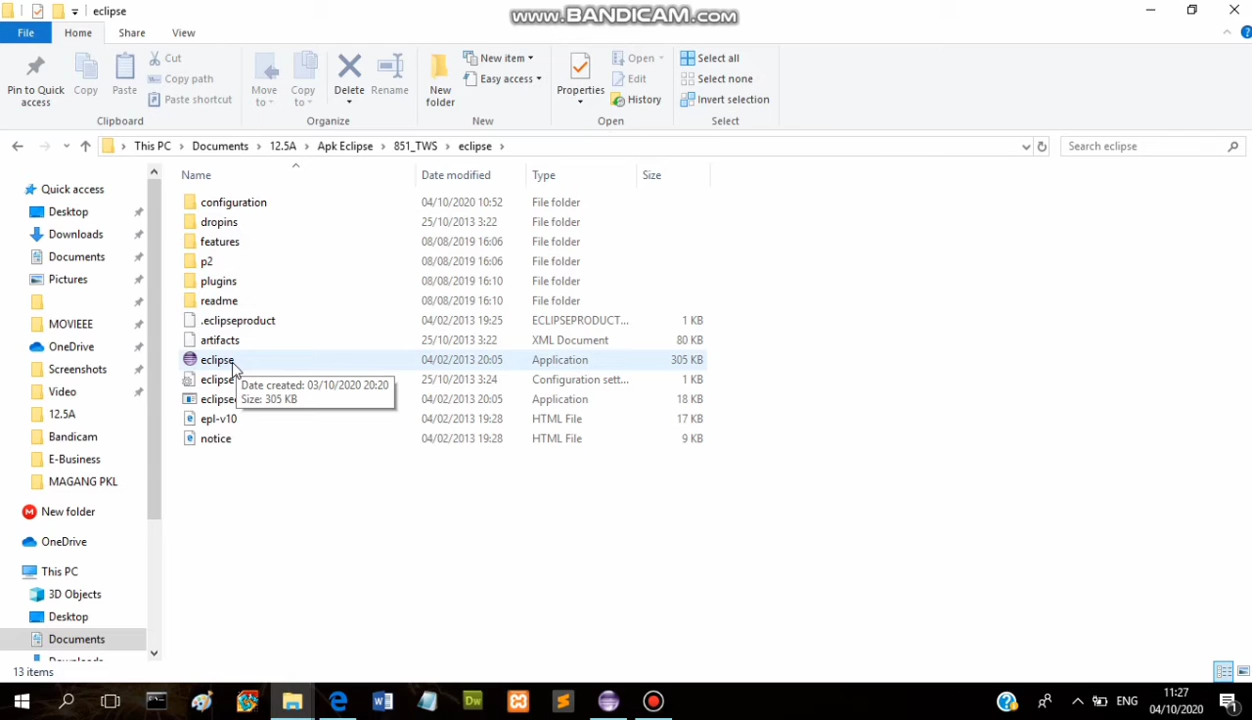 eclipse
www.BANDICAM.com
File Home Share View
Pin to Quick access
Copy
Paste
Cut
Copy path
Paste shortcut
Clipboard
Move to
Copy to
Delete
Rename
Organize
New folder
New item
Easy access
New
Properties
Open
Edit
History
Open
Select all
Select none
Invert selection
Select
This PC > Documents > 12.5A > Apk Eclipse > 851_TWS > eclipse >
Search eclipse
Quick access
Desktop
Downloads
Documents
Pictures
MOVIEEE
OneDrive
Screenshots
Video
12.5A
Bandicam
E-Business
MAGANG PKL
New folder
OneDrive
This PC
3D Objects
Desktop
Documents
Downloads
Name Date modified Type Size
configuration 04/10/2020 10:52 File folder
dropins 25/10/2013 3:22 File folder
features 08/08/2019 16:06 File folder
p2 08/08/2019 16:06 File folder
plugins 08/08/2019 16:10 File folder
readme 08/08/2019 16:10 File folder
.eclipseproduct 04/02/2013 19:25 ECLIPSEPRODUCT... 1 KB
artifacts 25/10/2013 3:22 XML Document 80 KB
eclipse 04/02/2013 20:05 Application 305 KB
eclipse 25/10/2013 3:24 Configuration sett... 1 KB
eclipsec 04/02/2013 20:05 Application 18 KB
epl-v10 04/02/2013 19:28 HTML File 17 KB
notice 04/02/2013 19:28 HTML File 9 KB
Date created: 03/10/2020 20:20
Size: 305 KB
13 items
ENG
11:27
04/10/2020